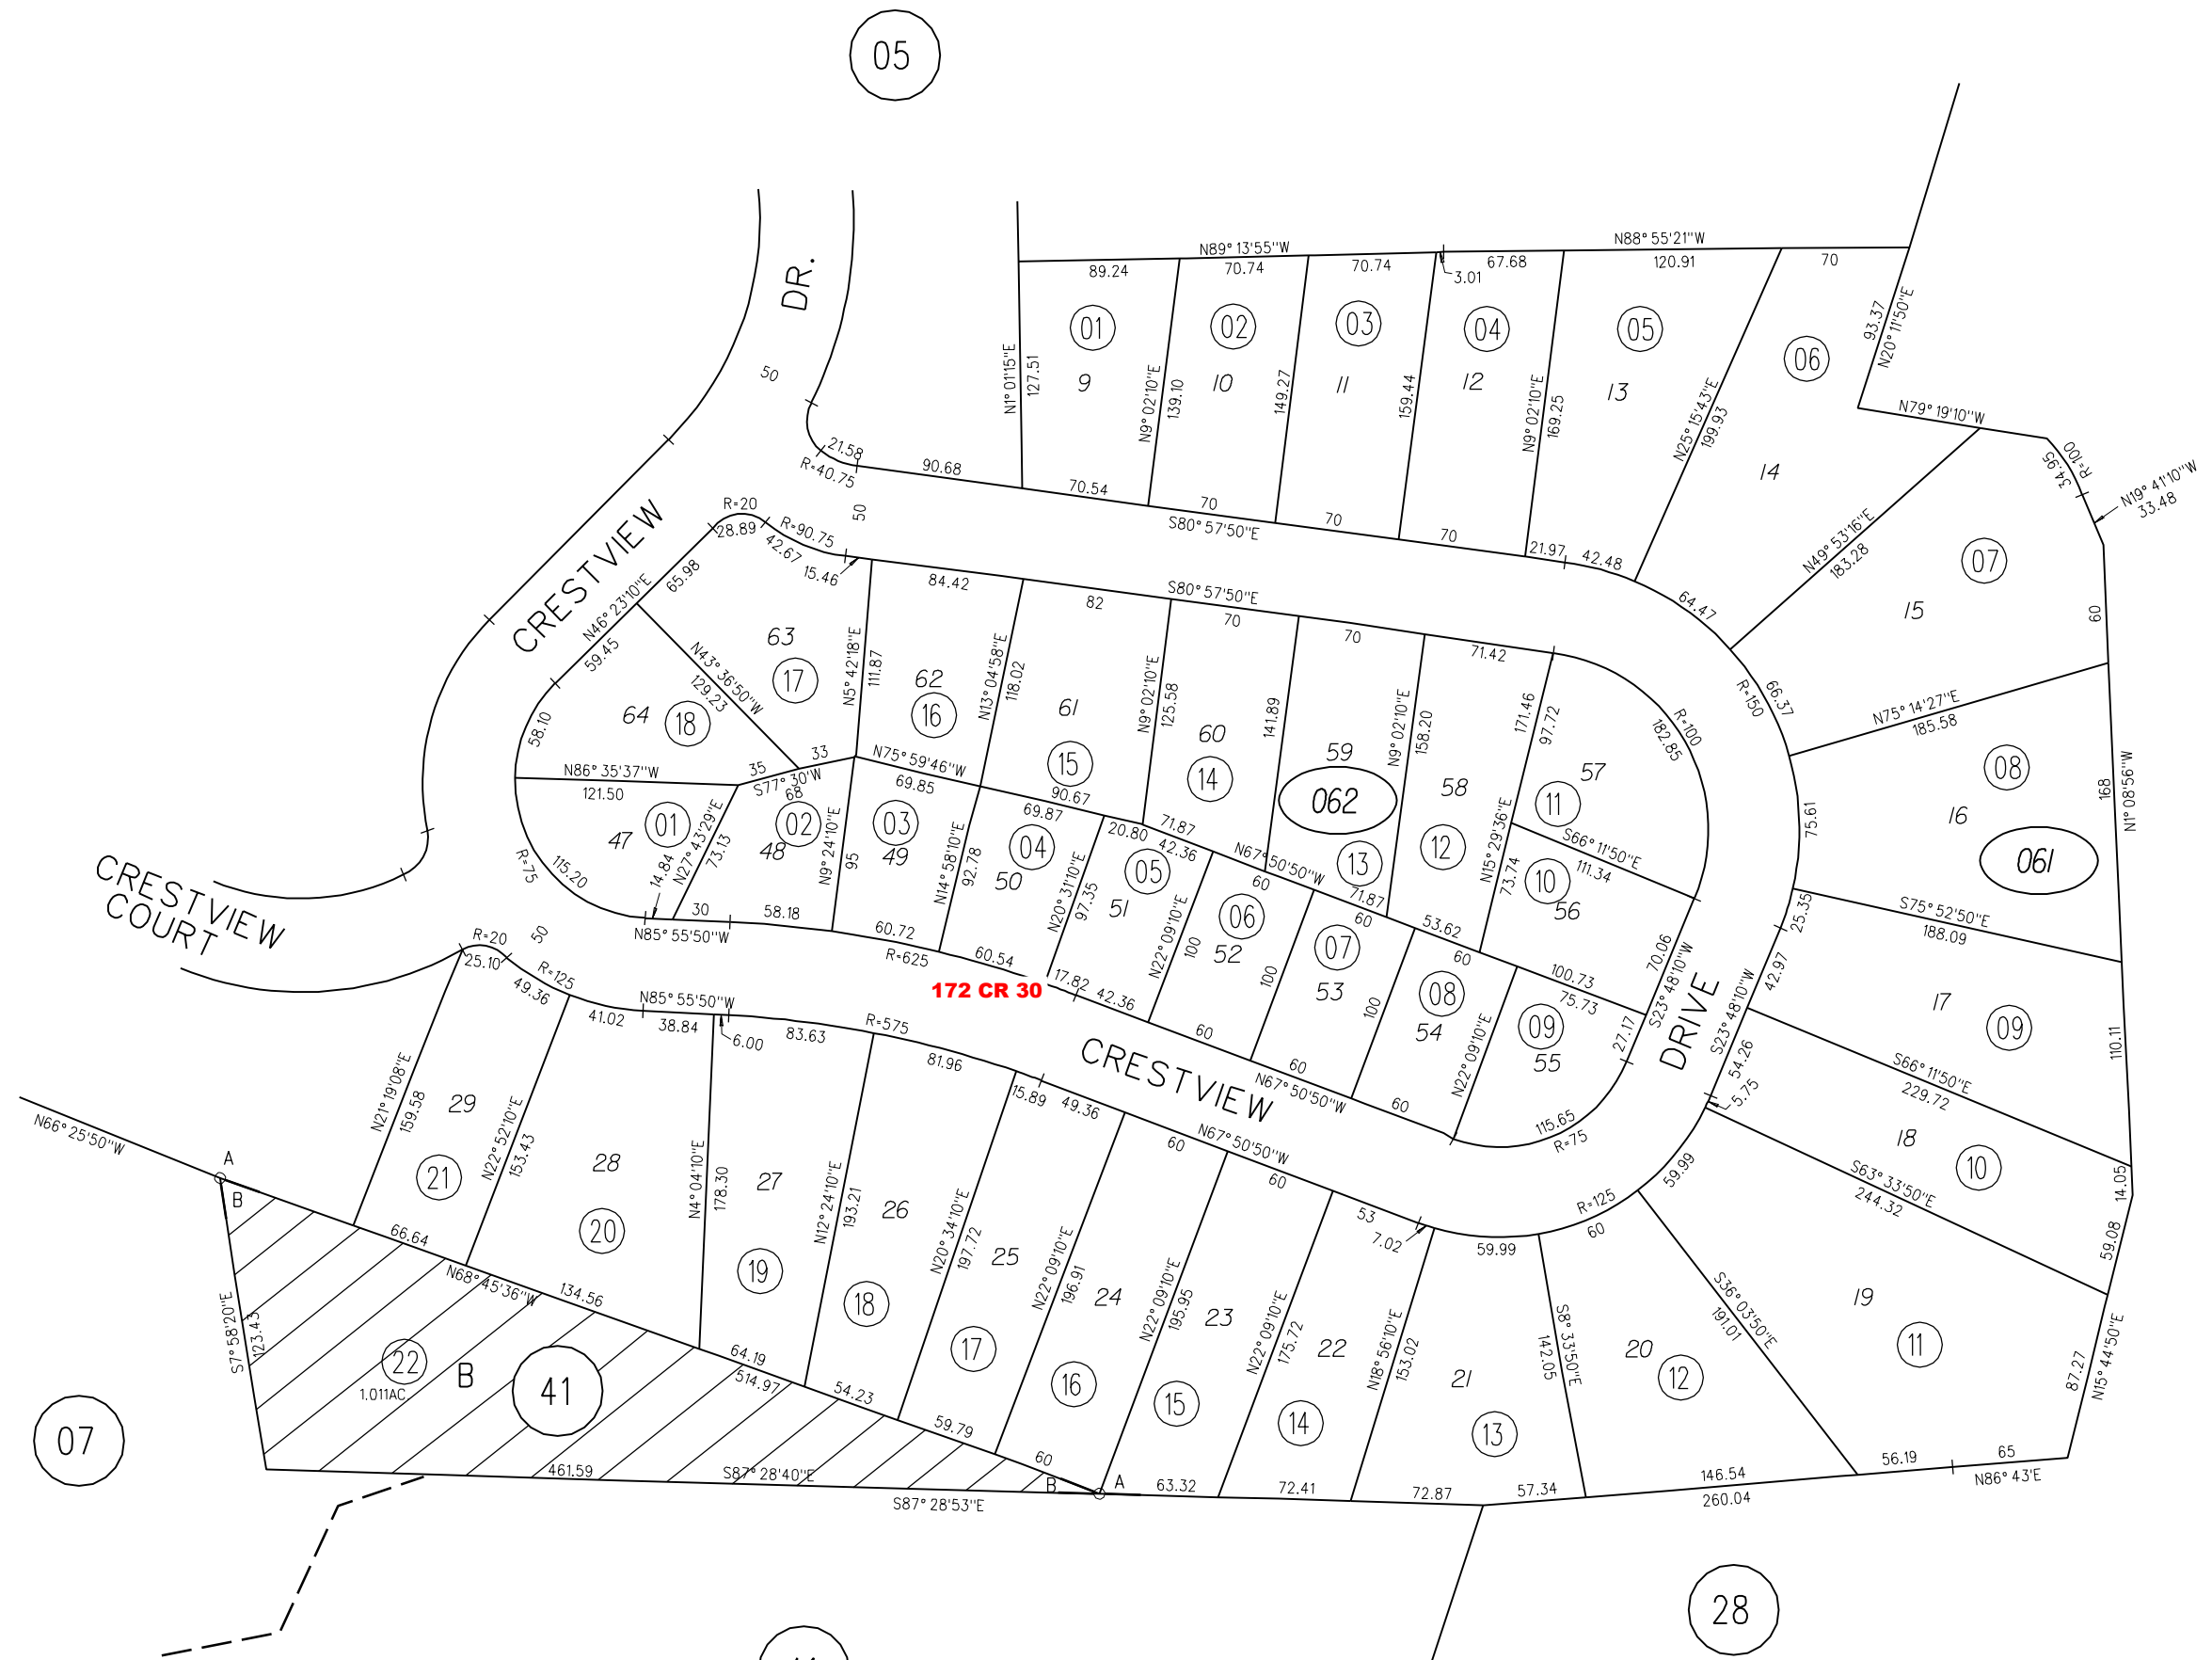 05
DR.
50
CRESTVIEW
N89° 13'55"W
N88° 55'21"W
89.24
70.74
70.74
3.01
67.68
120.91
70
N1° 01'15"E
127.51
01
9
N9° 02'10"E
139.10
02
10
149.27
03
11
159.44
04
12
N9° 02'10"E
169.25
05
13
N25° 15'43"E
199.93
06
14
93.37
N20° 11'50"E
N79° 19'10"W
R=100
34.95
N19° 41'10"W
33.48
21.58
R=40.75
90.68
70.54
70
70
70
S80° 57'50"E
21.97
42.48
64.47
N49° 53'16"E
183.28
07
15
60
R=150
66.37
N75° 14'27"E
185.58
08
16
168
N1° 08'56"W
061
75.61
25.35
S75° 52'50"E
188.09
17
09
110.11
42.97
S23° 48'10"W
54.26
5.75
S66° 11'50"E
229.72
18
10
14.05
S63° 33'50"E
244.32
59.08
19
11
87.27
N15° 44'50"E
R=20
28.89
R=90.75
42.67
15.46
50
84.42
82
S80° 57'50"E
70
70
71.42
65.98
N46° 23'10"E
59.45
63
17
N43° 36'50"W
129.23
N5° 42'18"E
111.87
62
16
N13° 04'58"E
118.02
61
15
N9° 02'10"E
125.58
60
14
141.89
59
062
13
N9° 02'10"E
158.20
58
12
171.46
97.72
57
11
R=100
182.85
64
18
58.10
N86° 35'37"W
121.50
35
33
S77° 30'W
68
N75° 59'46"W
69.85
90.67
69.87
20.80
71.87
42.36
N67° 50'50"W
60
71.87
60
53.62
60
N15° 29'36"E
73.74
S66° 11'50"E
111.34
10
56
100.73
75.73
70.06
S23° 48'10"W
27.17
DRIVE
47
01
R=75
115.20
14.84
N27° 43'29"E
73.13
02
48
N9° 24'10"E
95
03
49
N14° 58'10"E
92.78
04
50
N20° 31'10"E
97.35
05
51
N22° 09'10"E
100
06
52
100
07
53
100
08
54
N22° 09'10"E
09
55
30
58.18
N85° 55'50"W
60.72
R=625
60.54
172 CR 30
17.82
42.36
60
60
60
N67° 50'50"W
115.65
R=75
CRESTVIEW
COURT
R=20
25.10
50
R=125
49.36
41.02
N85° 55'50"W
38.84
6.00
83.63
R=575
81.96
15.89
49.36
CRESTVIEW
60
N67° 50'50"W
60
53
7.02
59.99
R=125
60
59.99
N66° 25'50"W
A
B
N21° 19'08"E
159.58
29
21
N22° 52'10"E
153.43
28
20
N4° 04'10"E
178.30
27
19
N12° 24'10"E
193.21
26
18
N20° 34'10"E
197.72
25
17
N22° 09'10"E
196.91
24
16
N22° 09'10"E
195.95
23
15
N22° 09'10"E
175.72
22
14
N18° 56'10"E
153.02
21
13
S8° 33'50"E
142.05
20
12
S36° 03'50"E
191.01
66.64
N68° 45'36"W
134.56
64.19
514.97
54.23
59.79
60
S7° 58'20"E
123.43
22
1.011AC
B
41
07
461.59
S87° 28'40"E
S87° 28'53"E
B
A
63.32
72.41
72.87
57.34
146.54
260.04
56.19
65
N86° 43'E
28